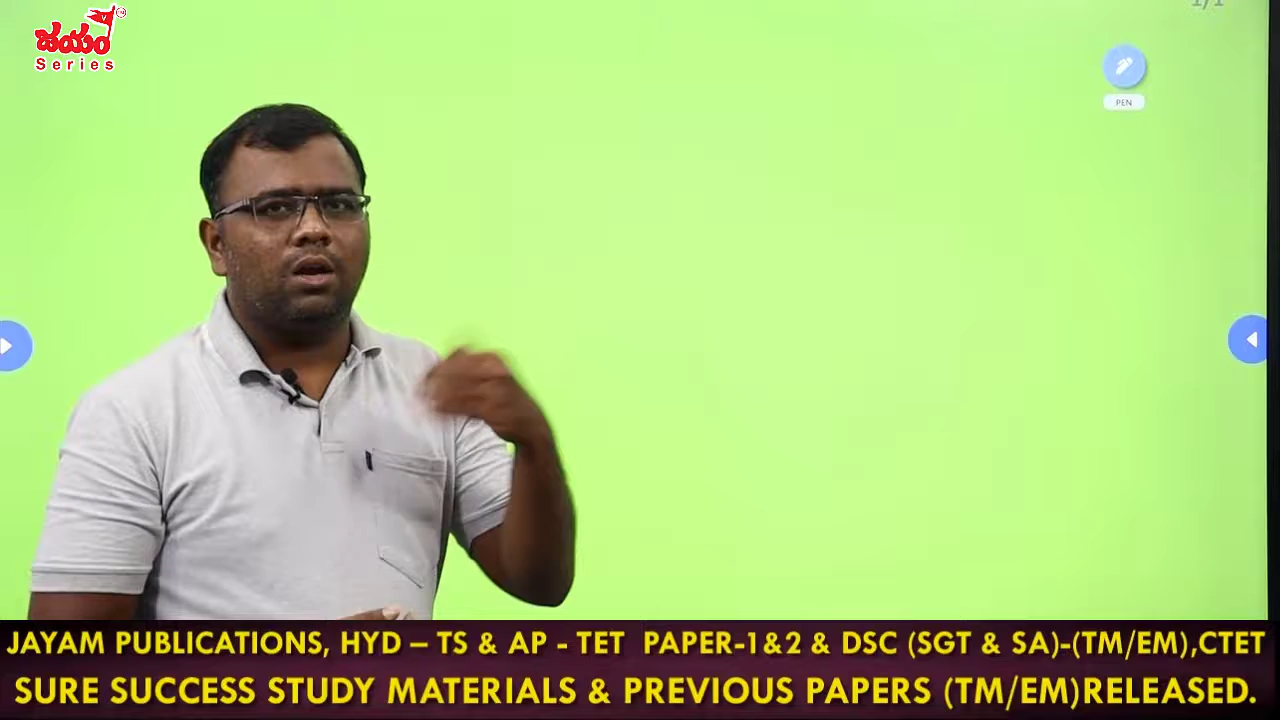 జయం
Series
PEN
JAYAM PUBLICATIONS, HYD – TS & AP - TET PAPER-1&2 & DSC (SGT & SA)-(TM/EM),CTET
SURE SUCCESS STUDY MATERIALS & PREVIOUS PAPERS (TM/EM)RELEASED.